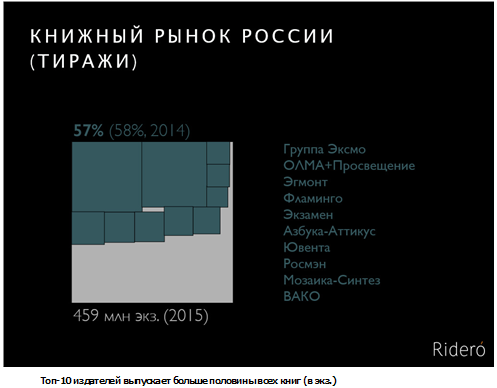 КНИЖНЫЙ РЫНОК РОССИИ
(ТИРАЖИ)
57% (58%, 2014)
Группа Эксмо
ОЛМА+Просвещение
Эгмонт
Фламинго
Экзамен
Азбука-Аттикус
Ювента
Росмэн
Мозаика-Синтез
ВАКО
459 млн экз. (2015)
Rideró
Топ-10 издателей выпускает больше половины всех книг (в экз.)